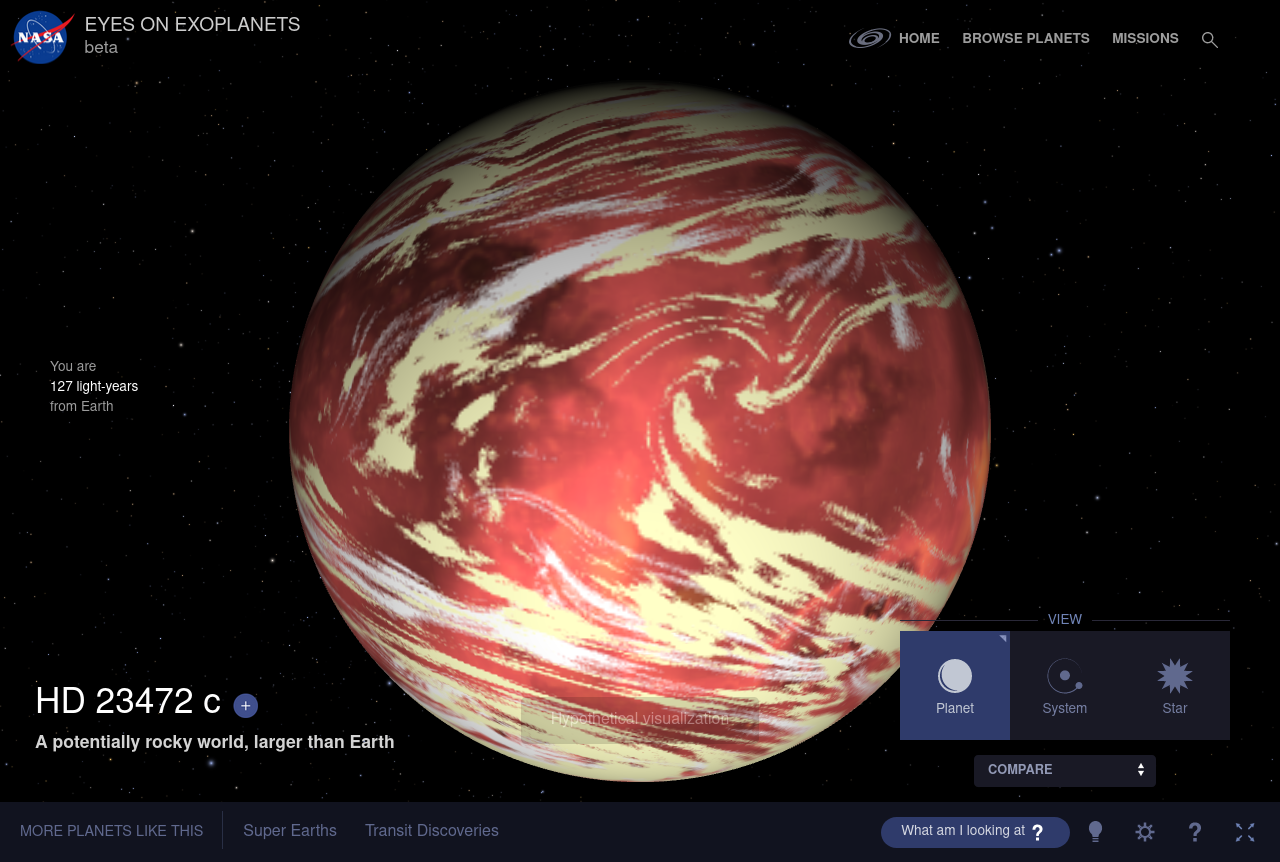 NASA
EYES ON EXOPLANETS
beta
HOME
BROWSE PLANETS
MISSIONS
You are
127 light-years
from Earth
VIEW
Planet
System
Star
HD 23472 c +
A potentially rocky world, larger than Earth
Hypothetical visualization
COMPARE
MORE PLANETS LIKE THIS
Super Earths
Transit Discoveries
What am I looking at ?
?